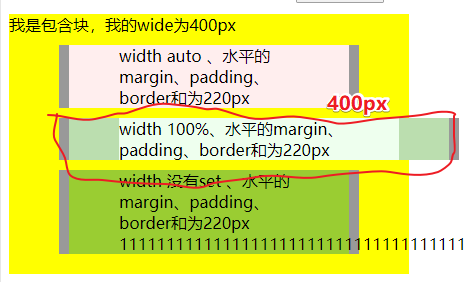 我是包含块，我的wide为400px
width auto 、水平的
margin、padding、
border和为220px
400px
width 100%、水平的margin、
padding、border和为220px
width 没有set 、水平的
margin、padding、
border和为220px